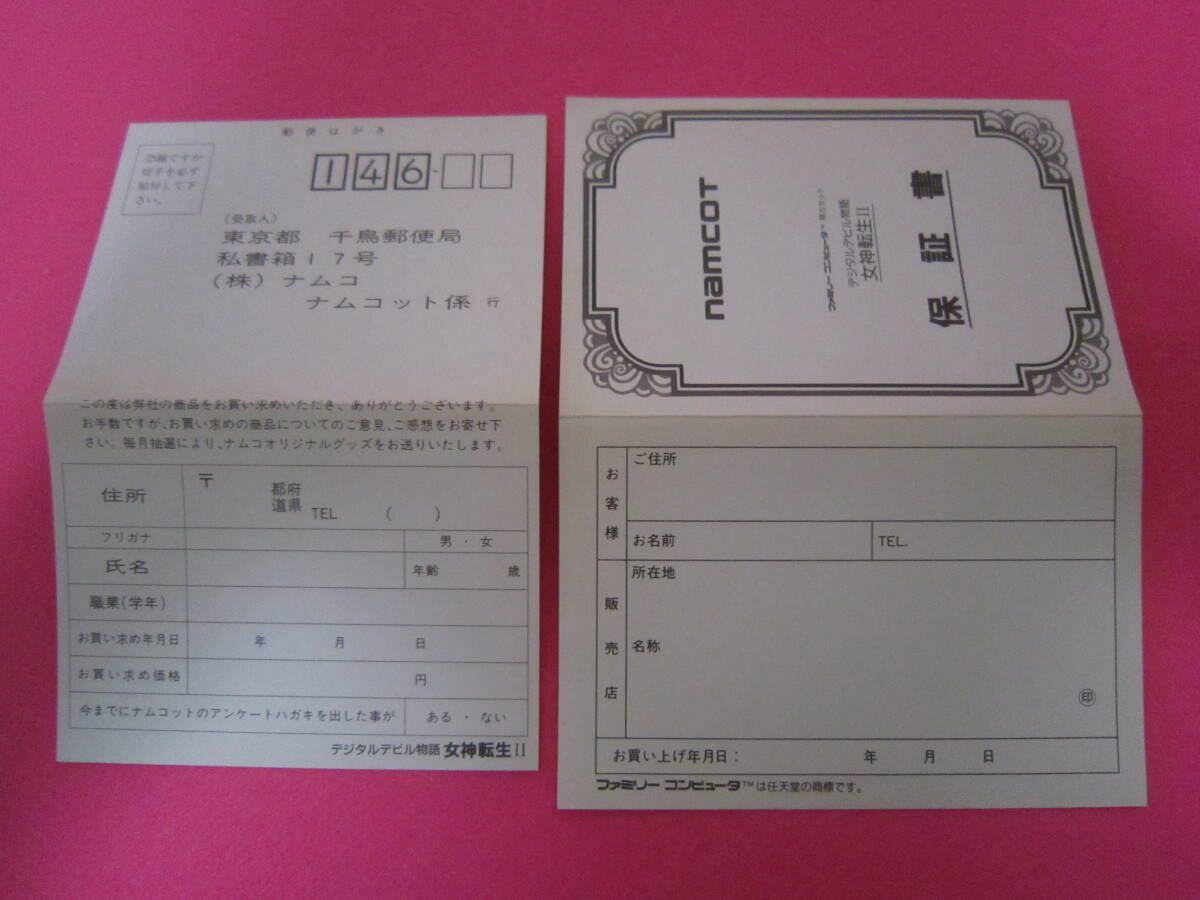 郵便はがき
恐縮ですが
切手を必ず
貼付して下
さい。
146-
(受取人)
東京都 千鳥郵便局
私書箱17号
(株)ナムコ
ナムコット係 行
この度は弊社の商品をお買い求めいただき、ありがとうございます。
お手数ですが、お買い求めの商品についてのご意見、ご感想をお寄せ下
さい。毎月抽選により、ナムコオリジナルグッズをお送りいたします。
住所 〒 都府
道県 TEL ( )
フリガナ 男・女
氏名 年齢 歳
職業(学年)
お買い求め年月日 年 月 日
お買い求め価格 円
今までにナムコットのアンケートハガキを出した事が ある・ない
デジタルデビル物語 女神転生II
保証書
ファミリーコンピュータ™
デジタルデビル物語
女神転生II
namcot
お客様
ご住所
お名前 TEL.
販売店
所在地
名称
印
お買い上げ年月日: 年 月 日
ファミリーコンピュータ™は任天堂の商標です。